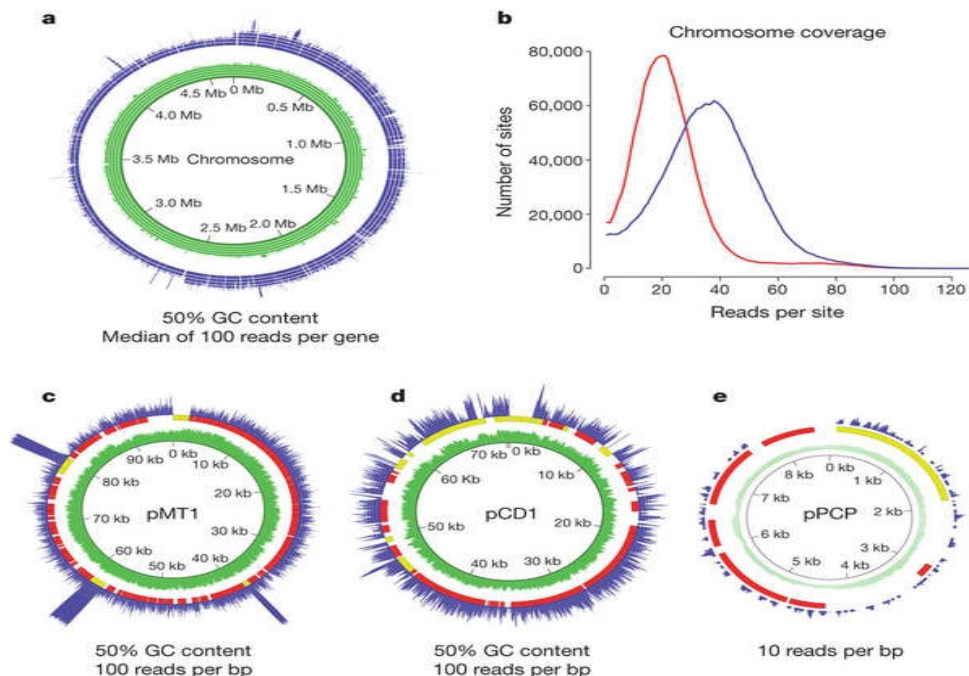 a
0 Mb
0.5 Mb
1.0 Mb
1.5 Mb
2.0 Mb
2.5 Mb
3.0 Mb
3.5 Mb
4.0 Mb
4.5 Mb
Chromosome
50% GC content
Median of 100 reads per gene
b
Chromosome coverage
Number of sites
80,000
60,000
40,000
20,000
0
0 20 40 60 80 100 120
Reads per site
c
0 kb
10 kb
20 kb
30 kb
40 kb
50 kb
60 kb
70 kb
80 kb
90 kb
pMT1
50% GC content
100 reads per bp
d
0 kb
10 kb
20 kb
30 kb
40 kb
50 kb
60 Kb
70 kb
pCD1
50% GC content
100 reads per bp
e
0 kb
1 kb
2 kb
3 kb
4 kb
5 kb
6 kb
7 kb
8 kb
pPCP
10 reads per bp